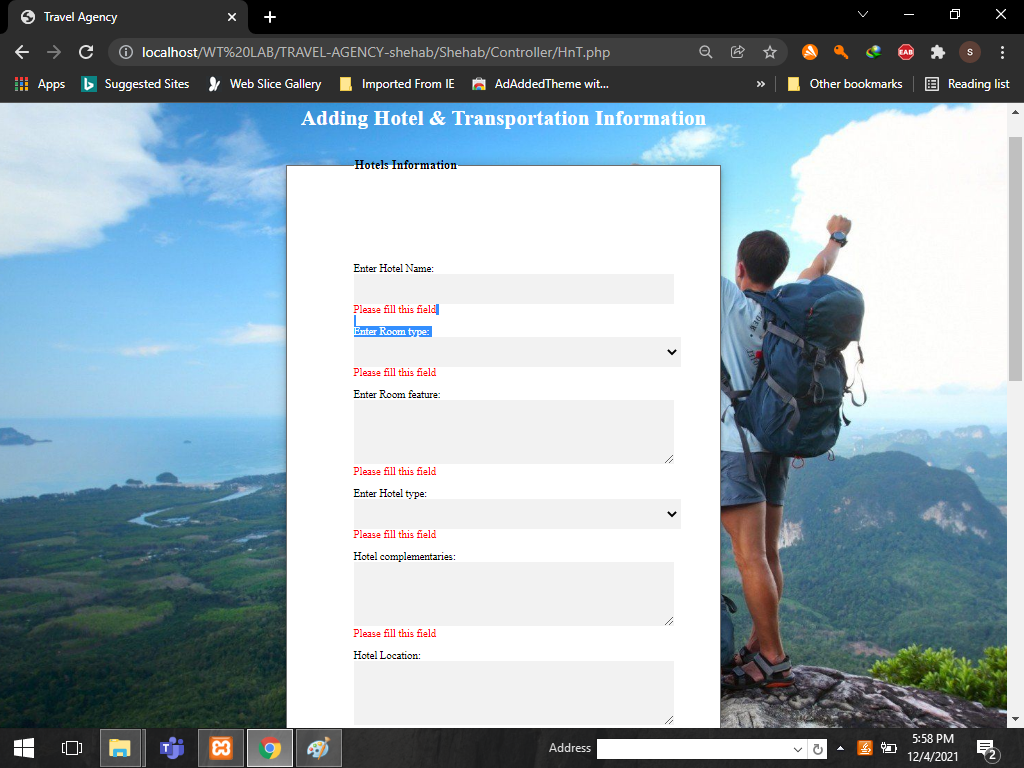 Travel Agency
localhost/WT%20LAB/TRAVEL-AGENCY-shehab/Shehab/Controller/HnT.php
EAB
S
Apps
Suggested Sites
Web Slice Gallery
Imported From IE
AdAddedTheme wit...
»
Other bookmarks
Reading list
Adding Hotel & Transportation Information
Hotels Information
Enter Hotel Name:
Please fill this field
Enter Room type:
Please fill this field
Enter Room feature:
Please fill this field
Enter Hotel type:
Please fill this field
Hotel complementaries:
Please fill this field
Hotel Location:
Address
5:58 PM
12/4/2021
2